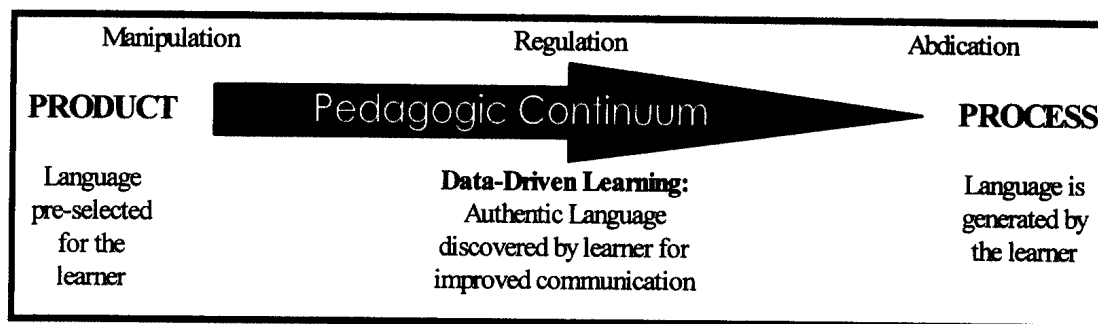 Manipulation Regulation Abdication
PRODUCT Pedagogic Continuum PROCESS
Language
pre-selected
for the
learner
Data-Driven Learning:
Authentic Language
discovered by learner for
improved communication
Language is
generated by
the learner